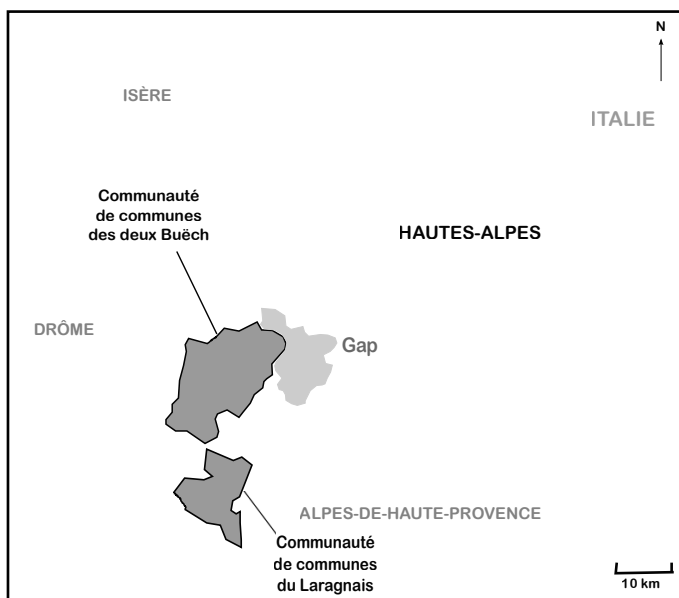 N
ISÈRE
ITALIE
Communauté
de communes
des deux Buëch
HAUTES-ALPES
DRÔME
Gap
ALPES-DE-HAUTE-PROVENCE
Communauté
de communes
du Laragnais
10 km